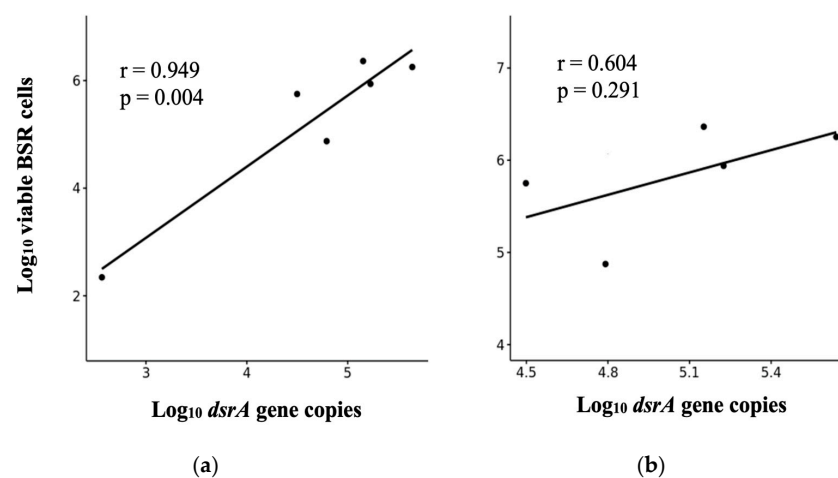 r = 0.949
p = 0.004
Log₁₀ viable BSR cells
6
4
2
3 4 5
Log₁₀ dsrA gene copies
(a)
r = 0.604
p = 0.291
7
6
5
4
4.5 4.8 5.1 5.4
Log₁₀ dsrA gene copies
(b)